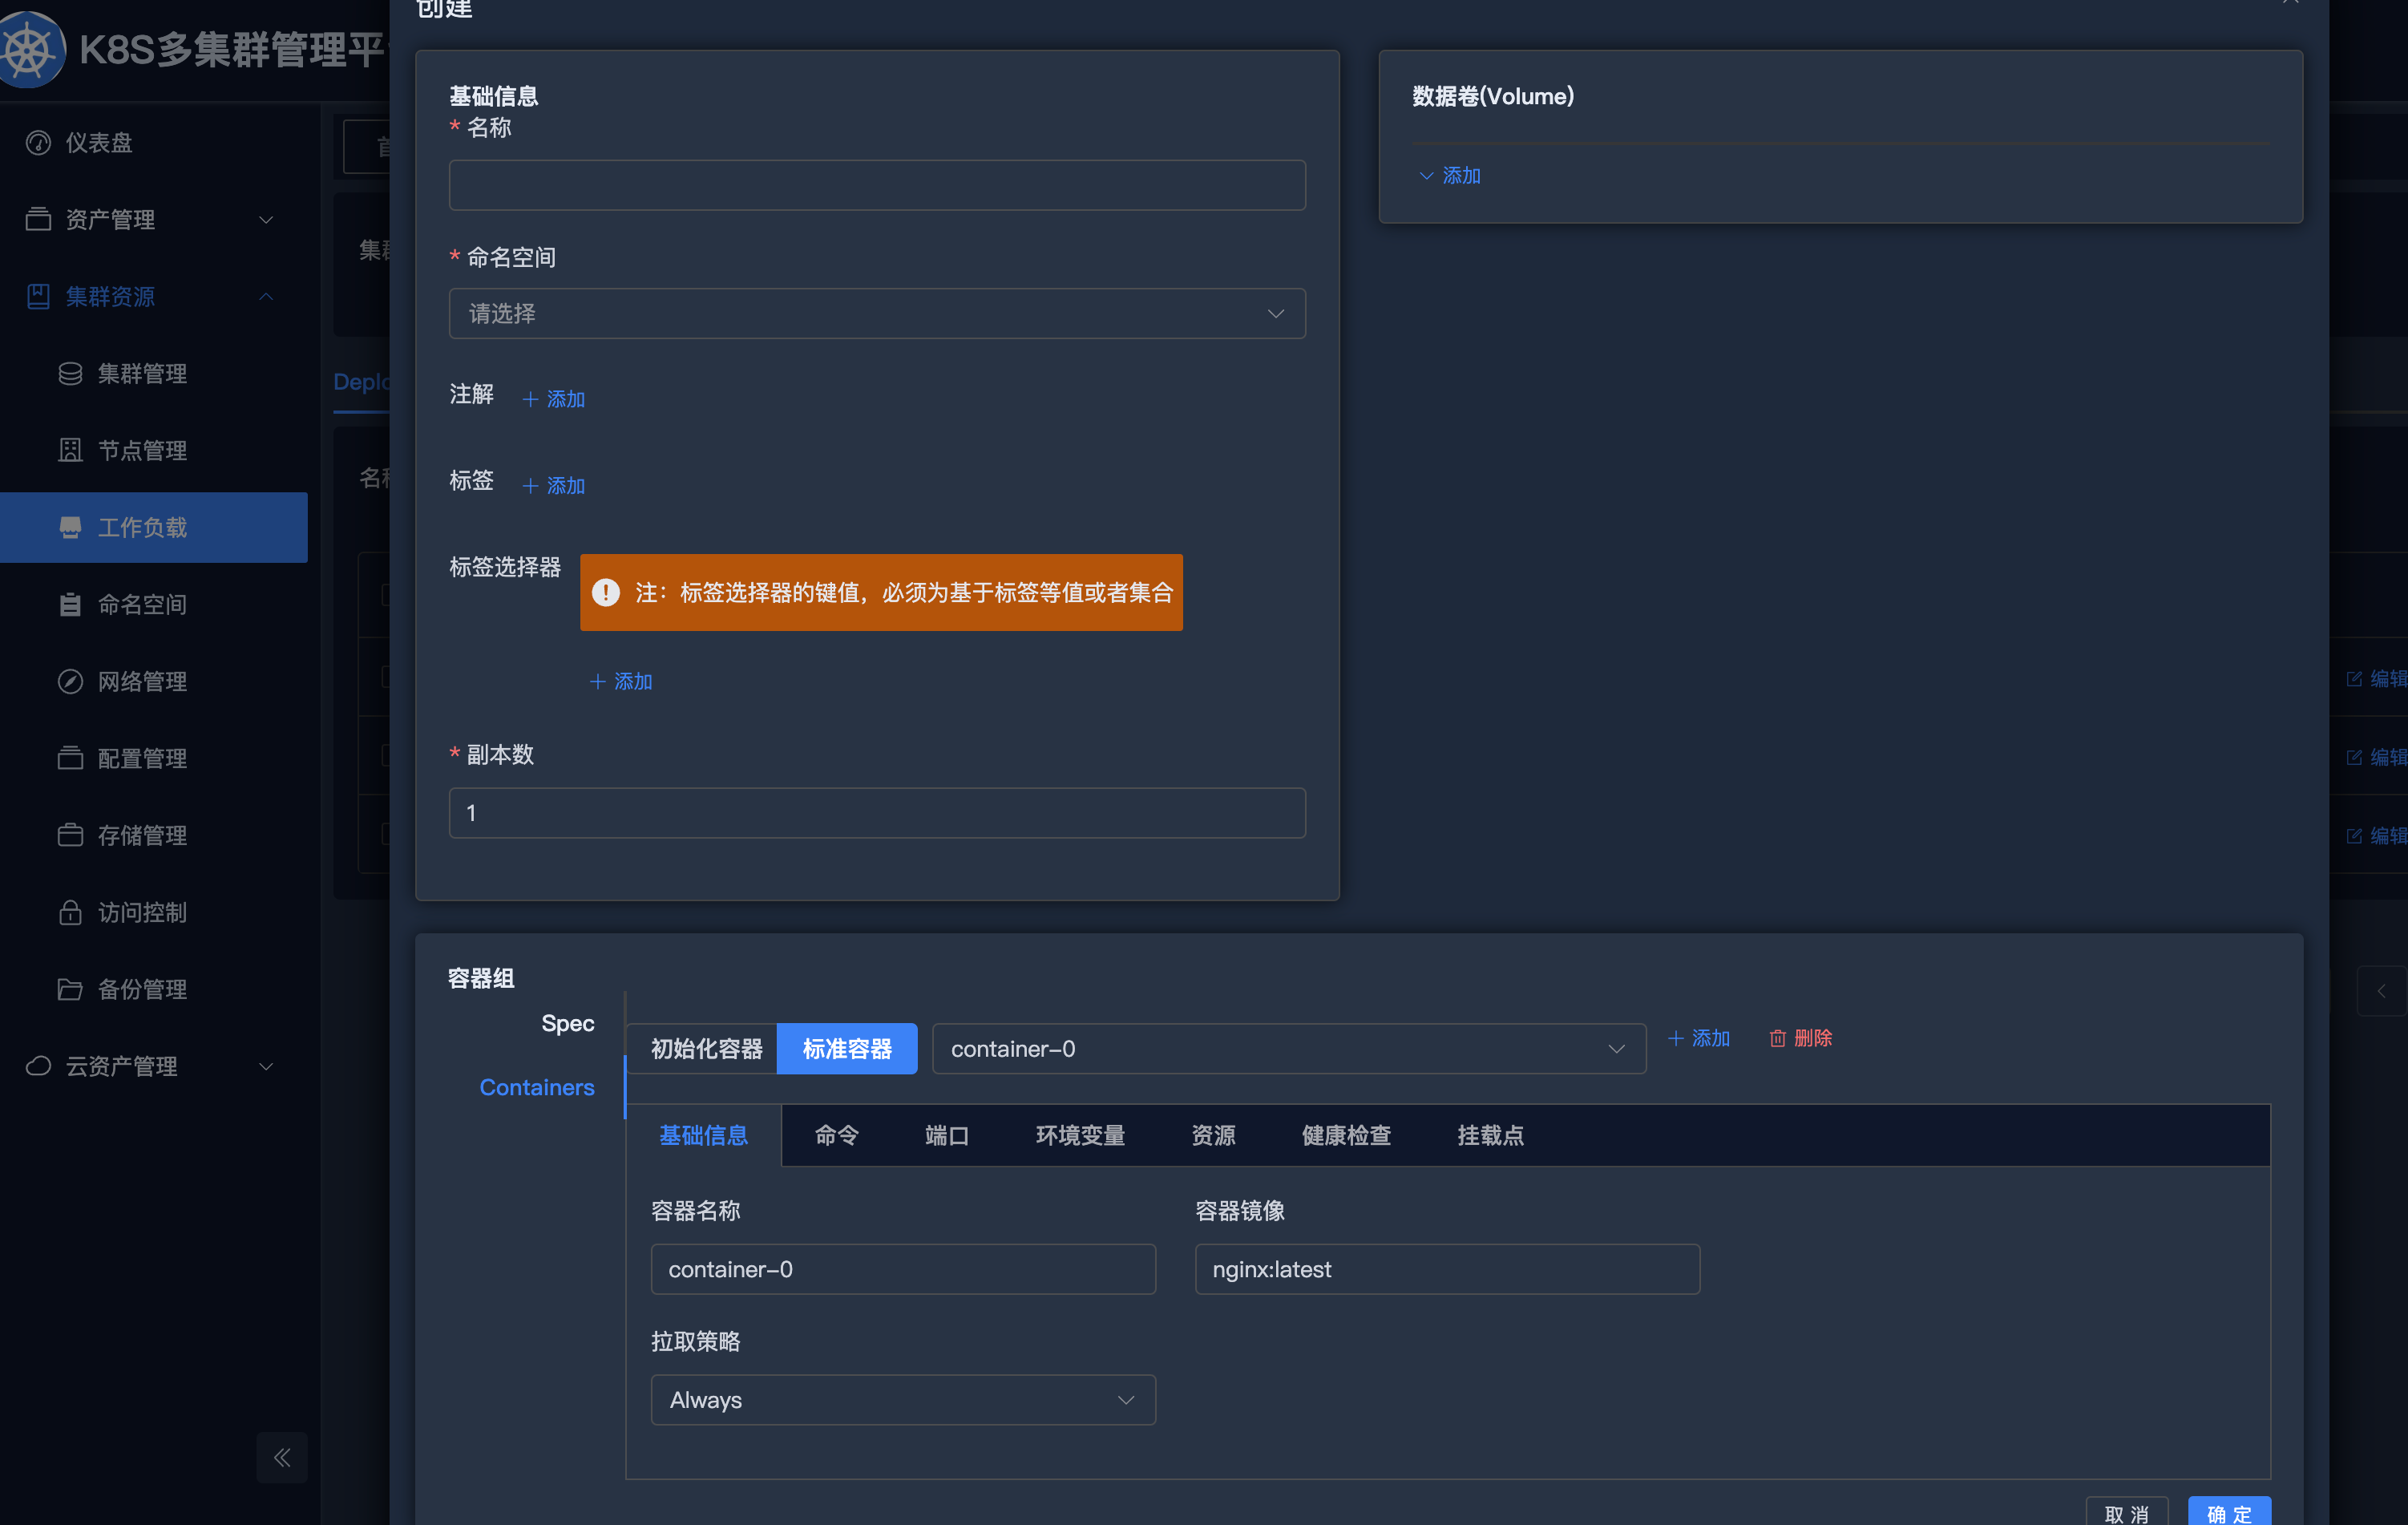 K8S多集群管理平
仪表盘
资产管理
集群资源
集群管理
节点管理
工作负载
命名空间
网络管理
配置管理
存储管理
访问控制
备份管理
云资产管理
首
集群
Deplo
名称
创建
基础信息
* 名称
* 命名空间
请选择
注解 + 添加
标签 + 添加
标签选择器
注：标签选择器的键值，必须为基于标签等值或者集合
+ 添加
* 副本数
1
数据卷(Volume)
添加
容器组
Spec
Containers
初始化容器 标准容器 container-0 + 添加 删除
基础信息 命令 端口 环境变量 资源 健康检查 挂载点
容器名称 容器镜像
container-0 nginx:latest
拉取策略
Always
取 消 确 定
编辑
编辑
编辑